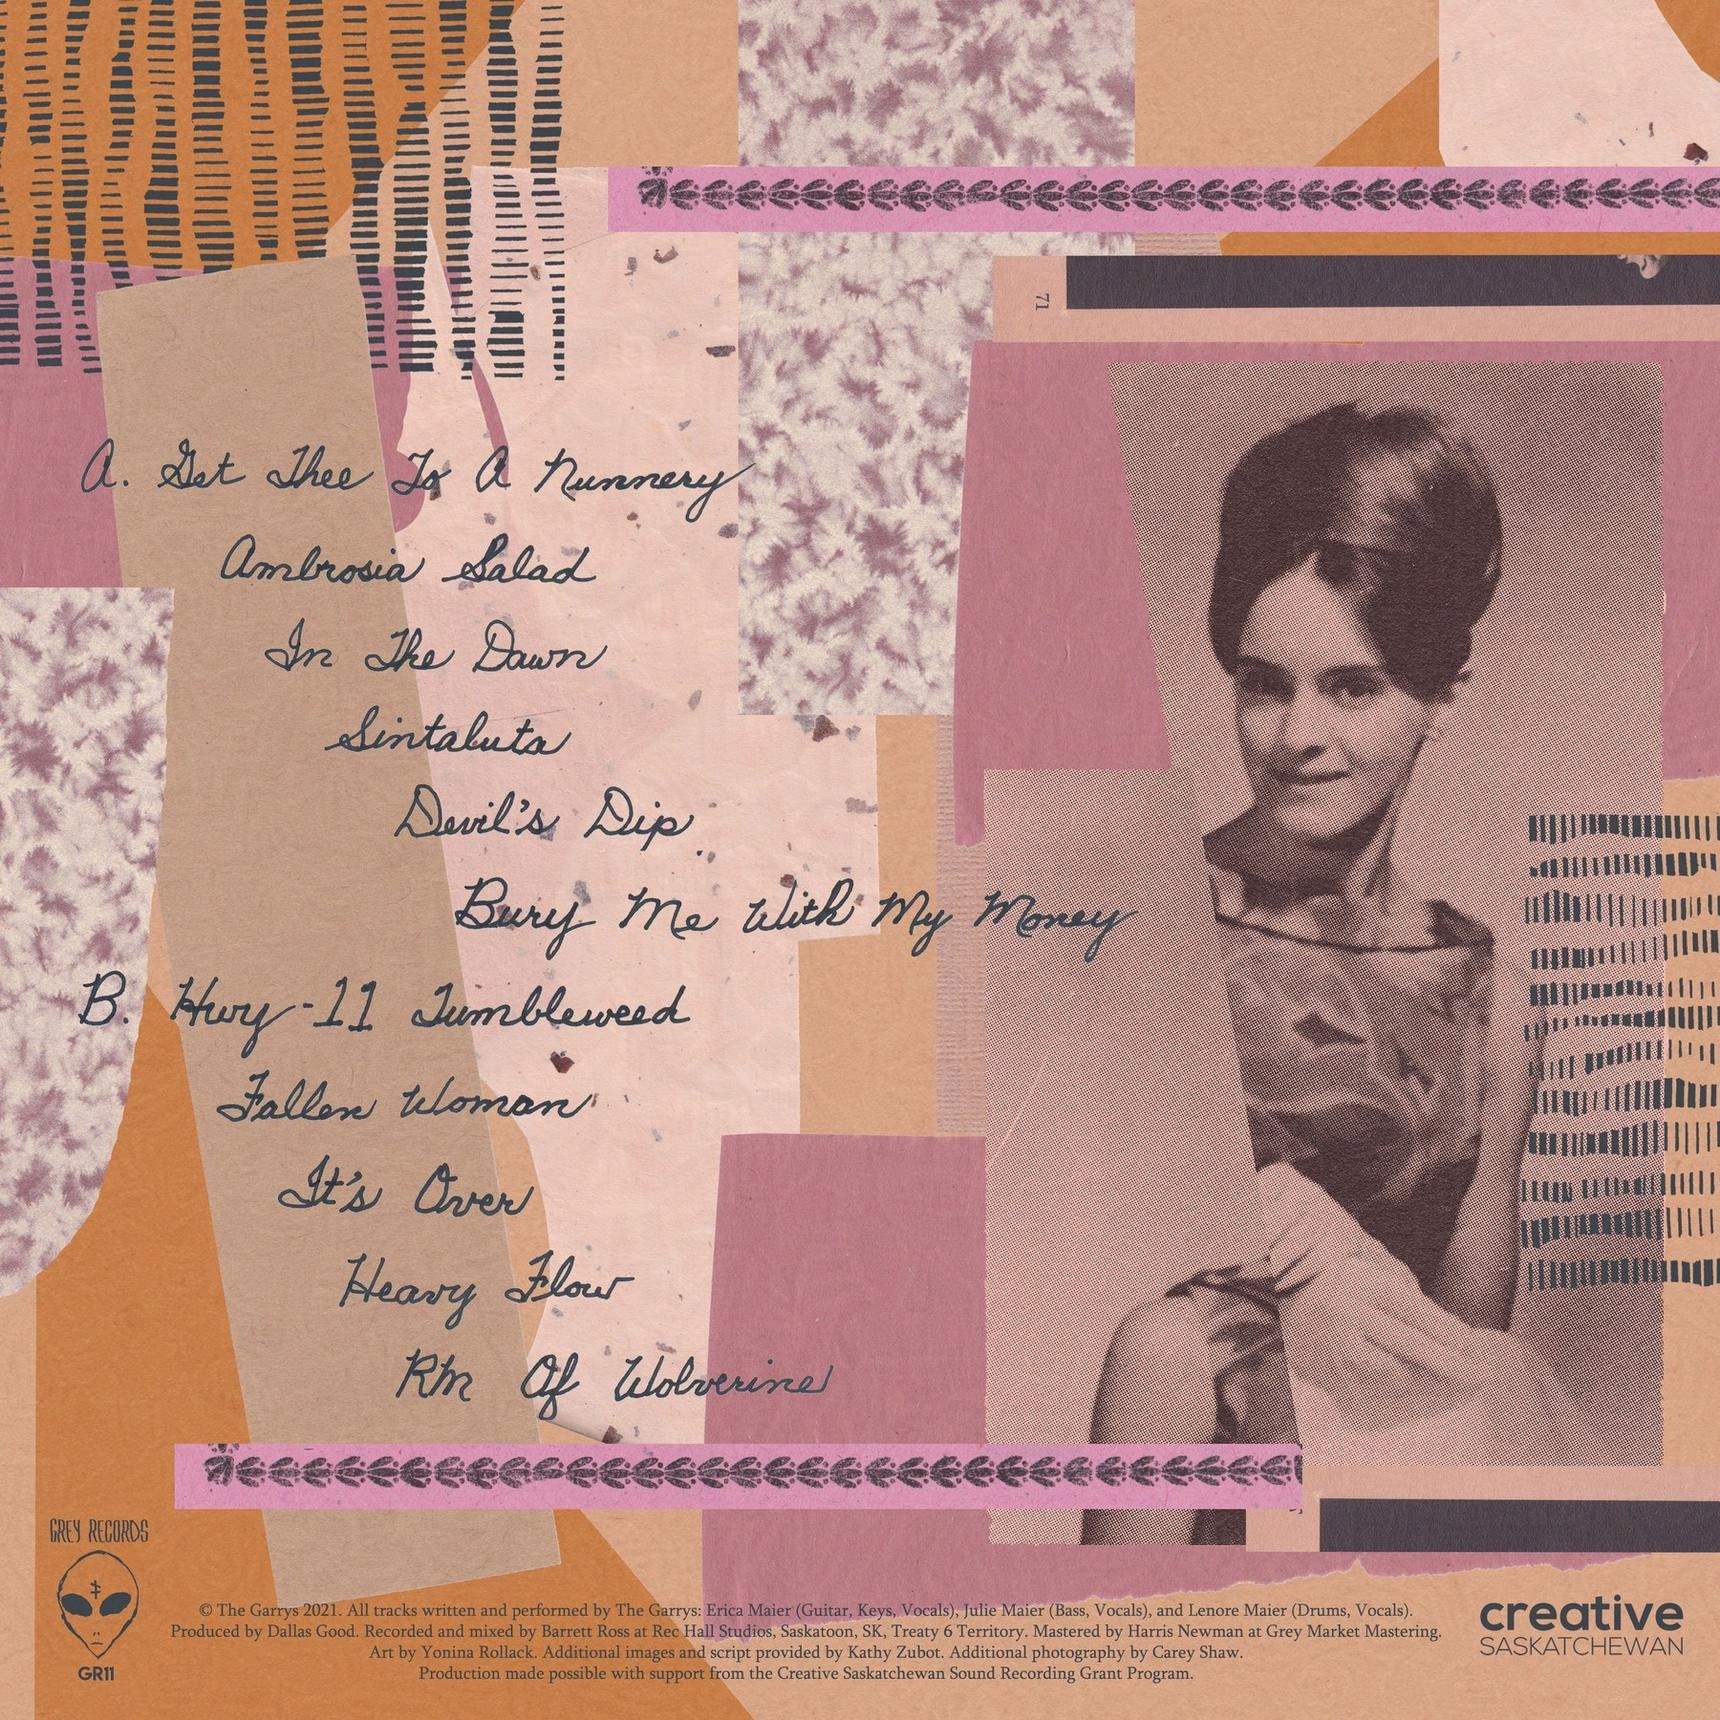 71
A. Get Thee To A Nunnery
Ambrosia Salad
In The Dawn
Sintaluta
Devil's Dip
Bury Me With My Money
B. Hwy-11 Tumbleweed
Fallen Woman
It's Over
Heavy Flow
RM Of Wolverine
GREY RECORDS
GR11
© The Garrys 2021. All tracks written and performed by The Garrys: Erica Maier (Guitar, Keys, Vocals), Julie Maier (Bass, Vocals), and Lenore Maier (Drums, Vocals).
Produced by Dallas Good. Recorded and mixed by Barrett Ross at Rec Hall Studios, Saskatoon, SK, Treaty 6 Territory. Mastered by Harris Newman at Grey Market Mastering.
Art by Yonina Rollack. Additional images and script provided by Kathy Zubot. Additional photography by Carey Shaw.
Production made possible with support from the Creative Saskatchewan Sound Recording Grant Program.
creative
SASKATCHEWAN